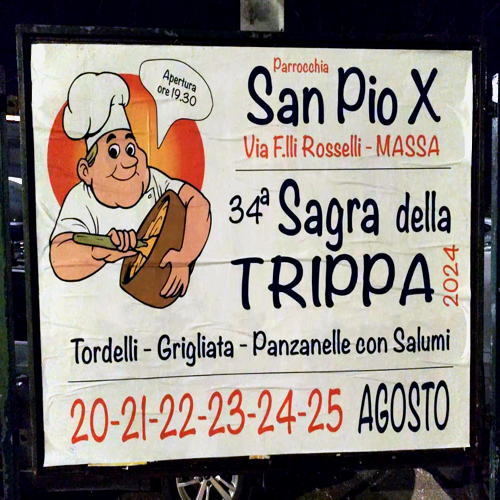 Apertura
ore 19.30
Parrocchia
San Pio X
Via F.lli Rosselli - MASSA
34ª Sagra della
TRIPPA 2024
Tordelli - Grigliata - Panzanelle con Salumi
20-21-22-23-24-25 AGOSTO